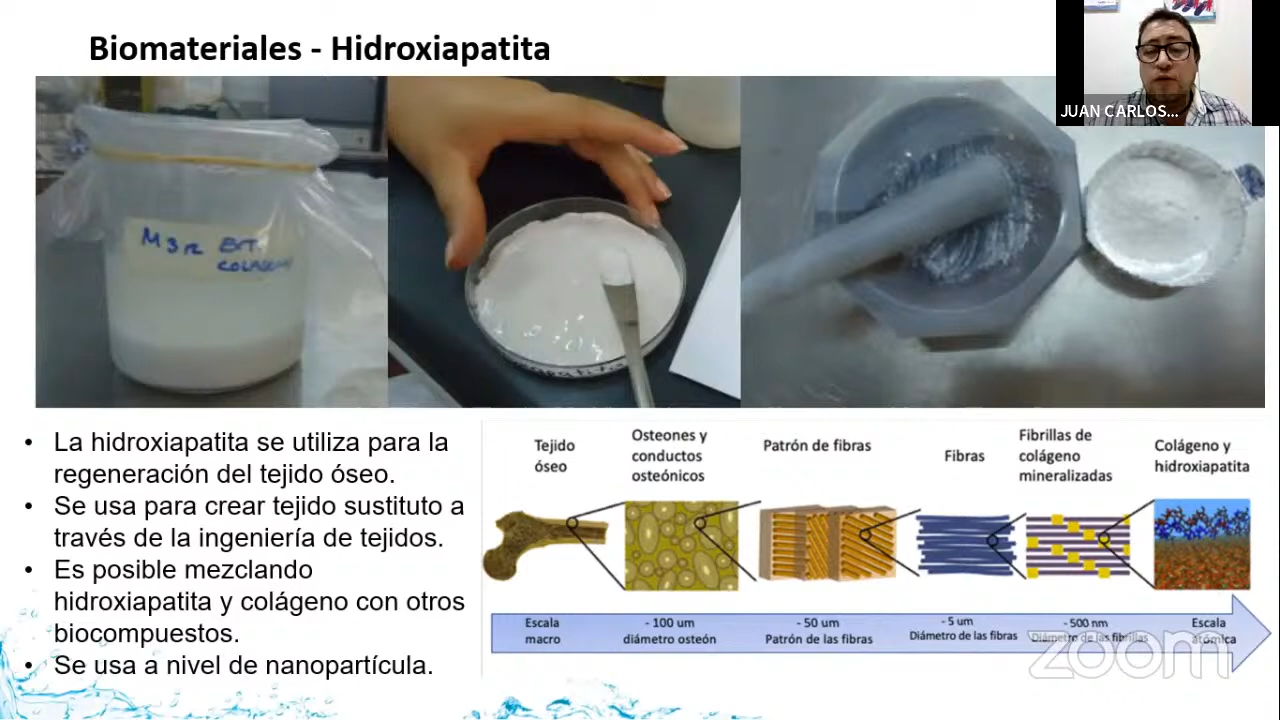 Biomateriales - Hidroxiapatita
JUAN CARLOS...
M 3 R
COLAGENO
• La hidroxiapatita se utiliza para la
regeneración del tejido óseo.
• Se usa para crear tejido sustituto a
través de la ingeniería de tejidos.
• Es posible mezclando
hidroxiapatita y colágeno con otros
biocompuestos.
• Se usa a nivel de nanopartícula.
Tejido
óseo
Osteones y
conductos
osteónicos
Patrón de fibras
Fibras
Fibrillas de
colágeno
mineralizadas
Colágeno y
hidroxiapatita
Escala
macro
- 100 um
diámetro osteón
- 50 um
Patrón de las fibras
- 5 um
Diámetro de las fibras
- 500 nm
Diámetro de las fibrillas
Escala
atómica
zoom